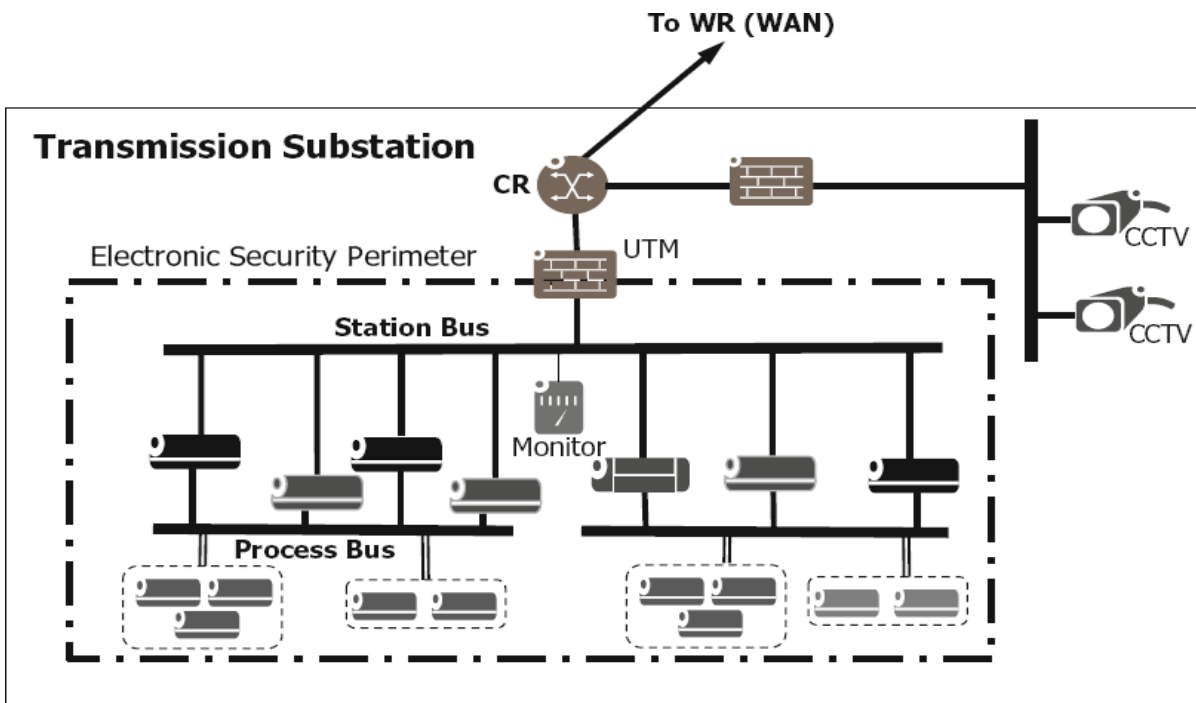 To WR (WAN)
Transmission Substation
CR
CCTV
Electronic Security Perimeter
UTM
CCTV
Station Bus
Monitor
Process Bus